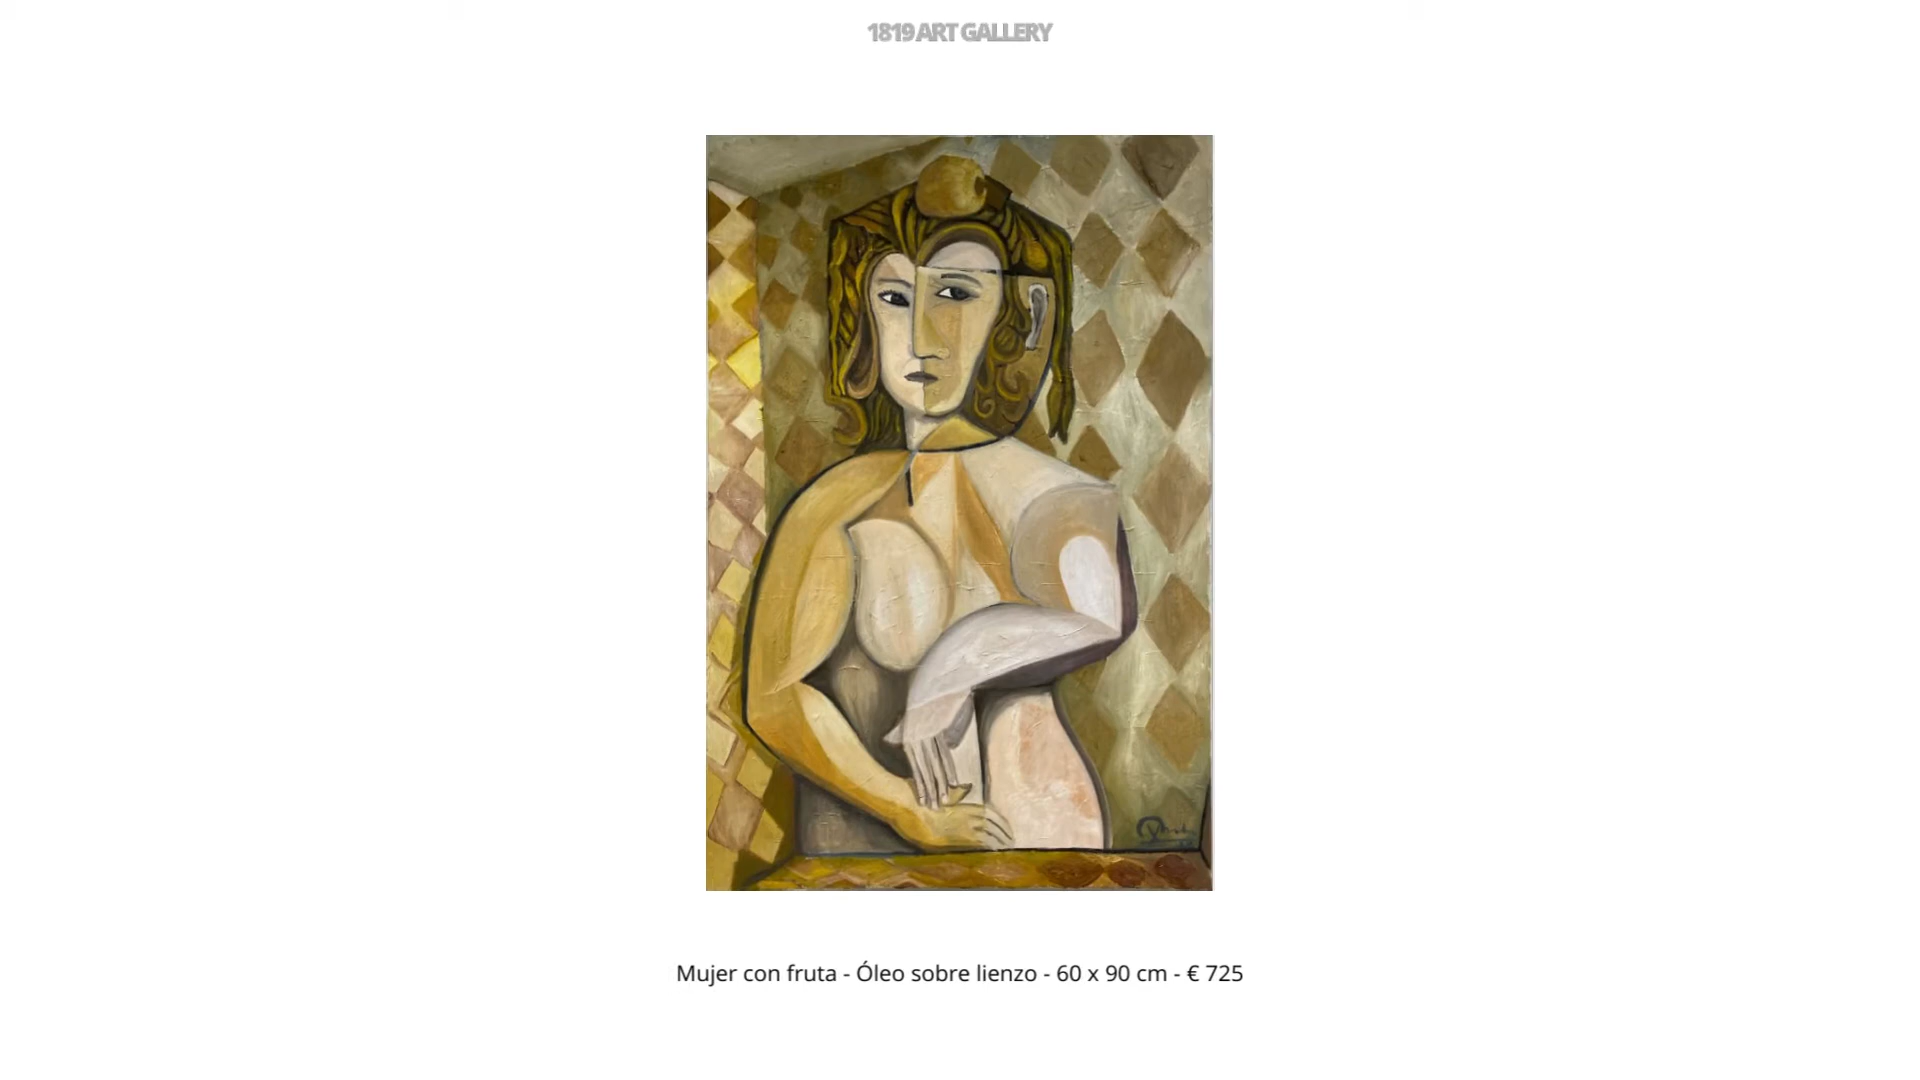 1819 ART GALLERY
Mujer con fruta - Óleo sobre lienzo - 60 x 90 cm - € 725